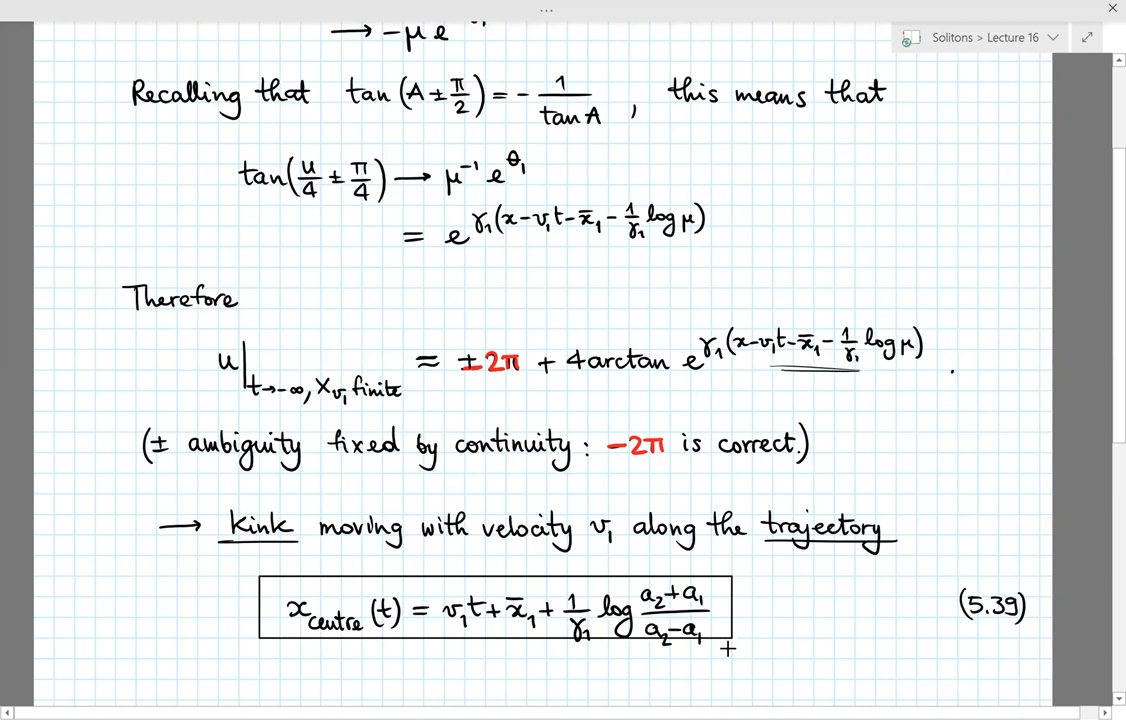 Solitons > Lecture 16
⟶ -μ e
Recalling that tan(A ± π/2) = - 1/tan A , this means that
tan(u/4 ± π/4) ⟶ μ⁻¹ e^θ₁
= e^γ₁(x-v₁t-x̄₁-1/γ₁ log μ)
Therefore
u|t→-∞, X_v₁ finite ≈ ±2π + 4 arctan e^γ₁(x-v₁t-x̄₁-1/γ₁ log μ) .
(± ambiguity fixed by continuity: -2π is correct.)
⟶ Kink moving with velocity v₁ along the trajectory
x_centre(t) = v₁t + x̄₁ + 1/γ₁ log (a₂+a₁)/(a₂-a₁) (5.39)